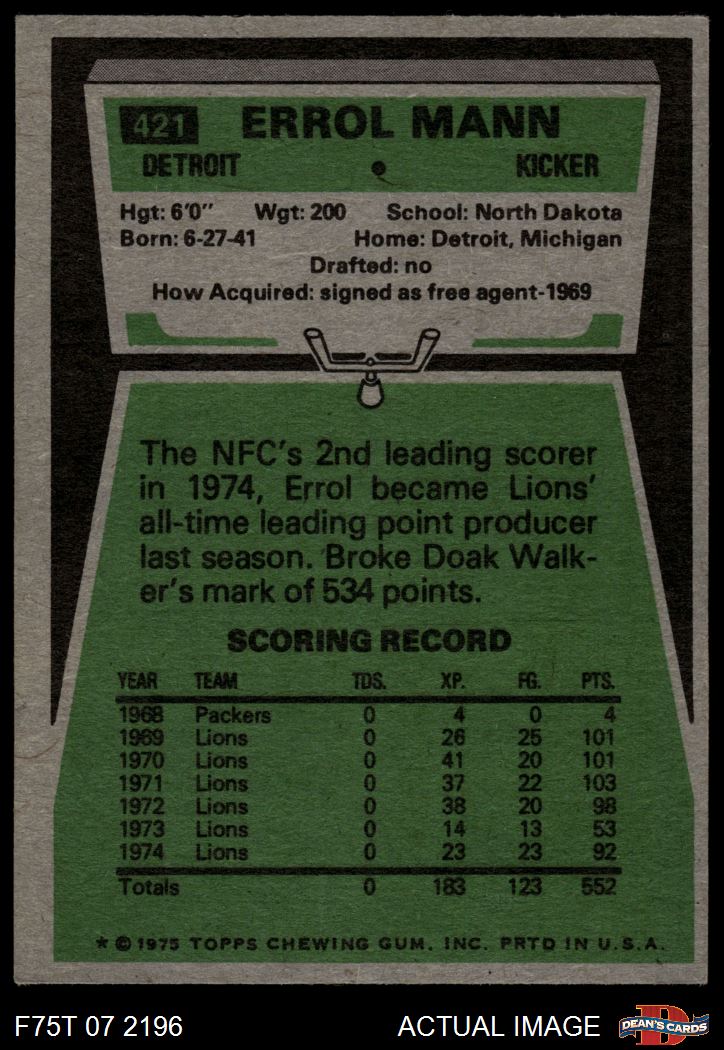 421 ERROL MANN
DETROIT • KICKER
Hgt: 6'0" Wgt: 200 School: North Dakota
Born: 6-27-41 Home: Detroit, Michigan
Drafted: no
How Acquired: signed as free agent-1969
The NFC's 2nd leading scorer
in 1974, Errol became Lions'
all-time leading point producer
last season. Broke Doak Walk-
er's mark of 534 points.
SCORING RECORD
YEAR TEAM TDS. XP. FG. PTS.
1968 Packers 0 4 0 4
1969 Lions 0 26 25 101
1970 Lions 0 41 20 101
1971 Lions 0 37 22 103
1972 Lions 0 38 20 98
1973 Lions 0 14 13 53
1974 Lions 0 23 23 92
Totals 0 183 123 552
* © 1975 TOPPS CHEWING GUM, INC. PRTD IN U.S.A.
F75T 07 2196 ACTUAL IMAGE D
DEAN'S CARDS